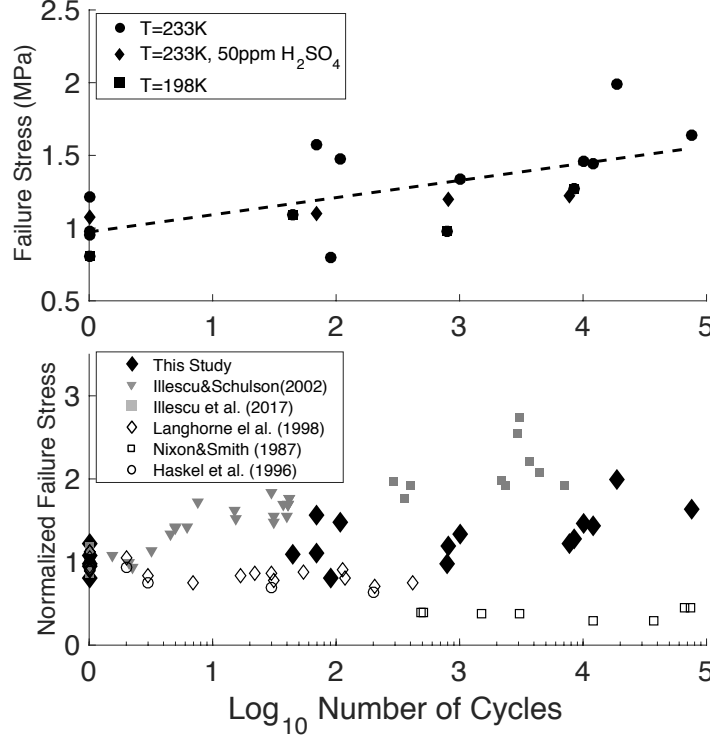 T=233K
T=233K, 50ppm H2SO4
T=198K
Failure Stress (MPa)
2.5
2
1.5
1
0.5
0
1
2
3
4
5
This Study
Illescu&Schulson(2002)
Illescu et al. (2017)
Langhorne el al. (1998)
Nixon&Smith (1987)
Haskel et al. (1996)
Normalized Failure Stress
3
2
1
0
0
1
2
3
4
5
Log10 Number of Cycles